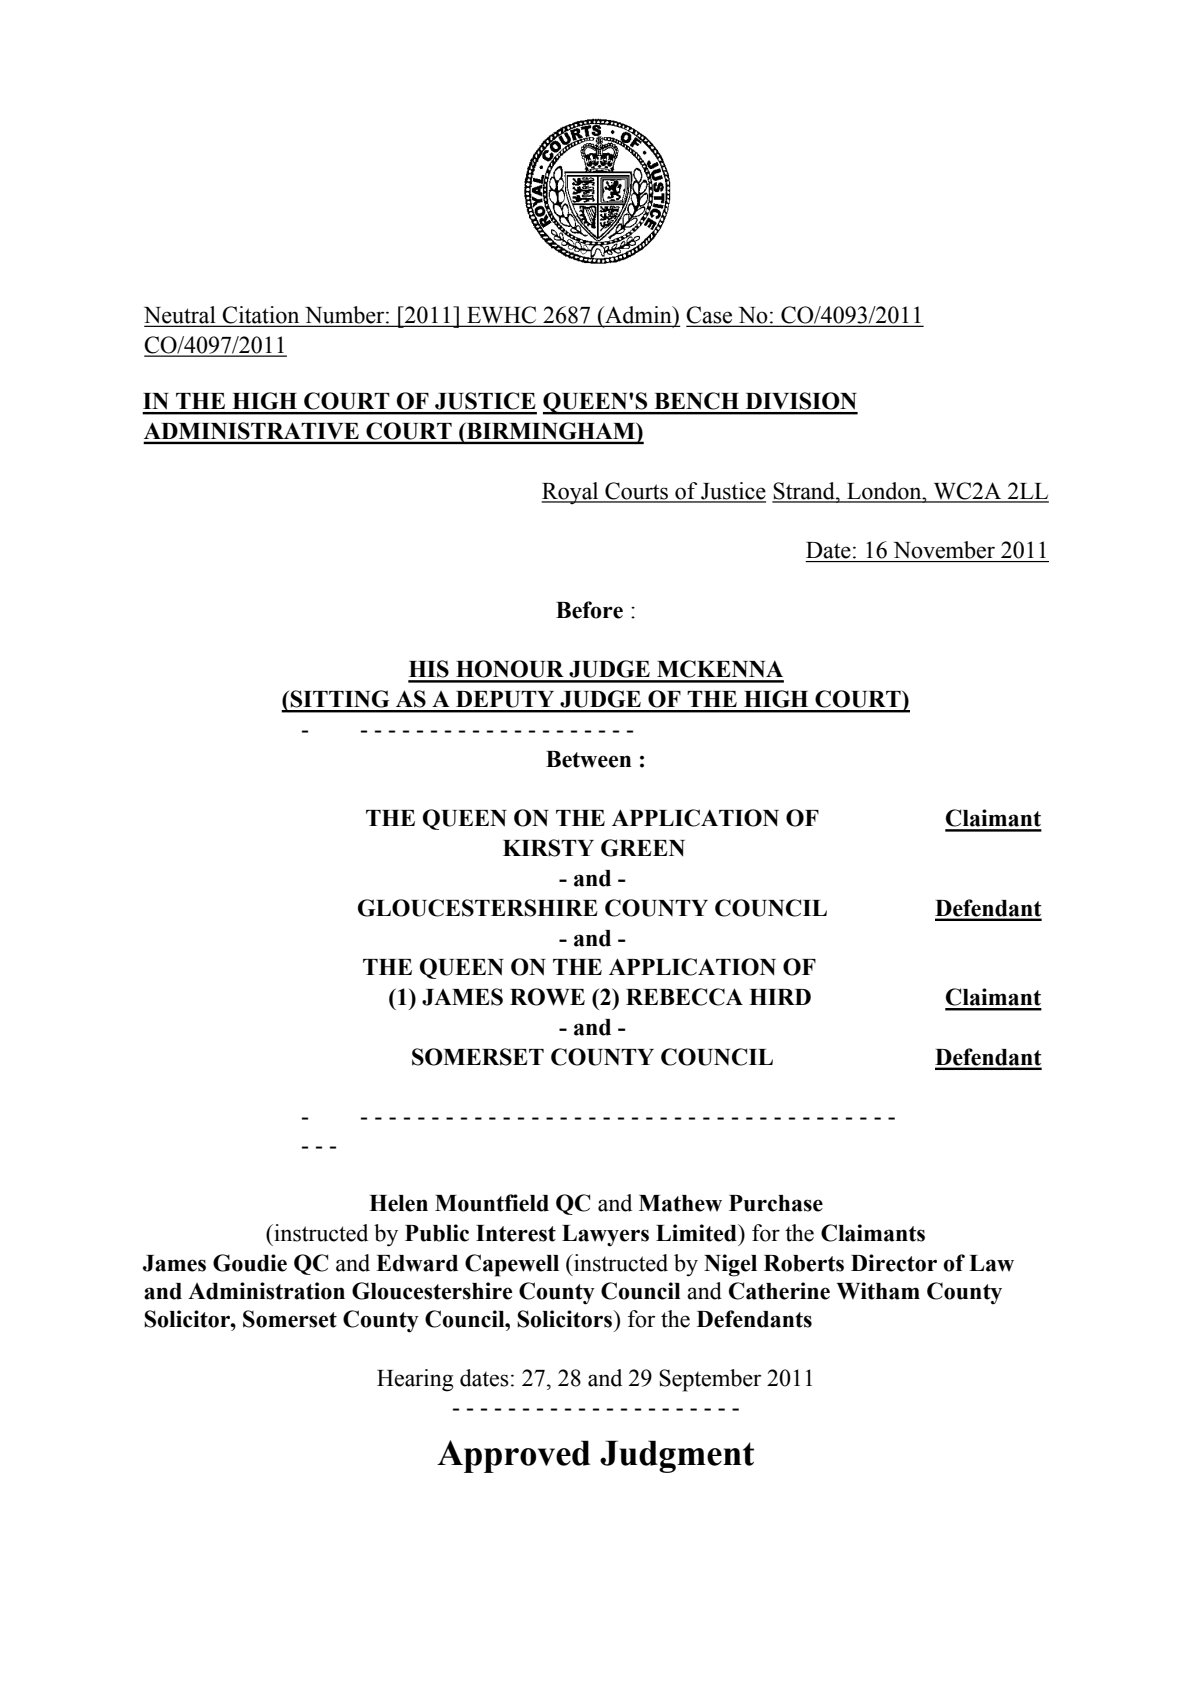 ROYAL · COURTS · OF · JUSTICE
Neutral Citation Number: [2011] EWHC 2687 (Admin) Case No: CO/4093/2011
CO/4097/2011
IN THE HIGH COURT OF JUSTICE QUEEN'S BENCH DIVISION
ADMINISTRATIVE COURT (BIRMINGHAM)
Royal Courts of Justice Strand, London, WC2A 2LL
Date: 16 November 2011
Before :
HIS HONOUR JUDGE MCKENNA
(SITTING AS A DEPUTY JUDGE OF THE HIGH COURT)
- - - - - - - - - - - - - - - - - - - - -
Between :
THE QUEEN ON THE APPLICATION OF Claimant
KIRSTY GREEN
- and -
GLOUCESTERSHIRE COUNTY COUNCIL Defendant
- and -
THE QUEEN ON THE APPLICATION OF
(1) JAMES ROWE (2) REBECCA HIRD Claimant
- and -
SOMERSET COUNTY COUNCIL Defendant
- - - - - - - - - - - - - - - - - - - - - - - - - - - - - - - - - - - - - - -
- - -
Helen Mountfield QC and Mathew Purchase
(instructed by Public Interest Lawyers Limited) for the Claimants
James Goudie QC and Edward Capewell (instructed by Nigel Roberts Director of Law
and Administration Gloucestershire County Council and Catherine Witham County
Solicitor, Somerset County Council, Solicitors) for the Defendants
Hearing dates: 27, 28 and 29 September 2011
- - - - - - - - - - - - - - - - - - - - -
Approved Judgment